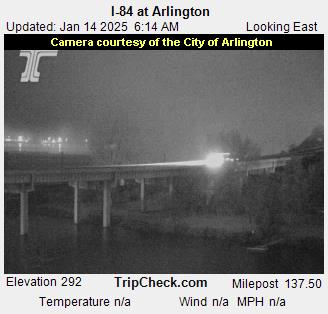 I-84 at Arlington
Updated: Jan 14 2025 6:14 AM Looking East
Camera courtesy of the City of Arlington
Elevation 292 TripCheck.com Milepost 137.50
Temperature n/a Wind n/a MPH n/a